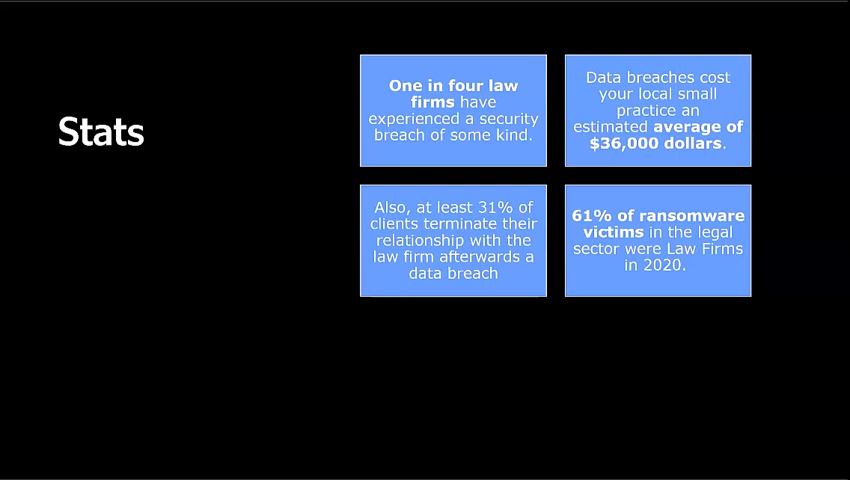 Stats
One in four law
firms have
experienced a security
breach of some kind.
Data breaches cost
your local small
practice an
estimated average of
$36,000 dollars.
Also, at least 31% of
clients terminate their
relationship with the
law firm afterwards a
data breach
61% of ransomware
victims in the legal
sector were Law Firms
in 2020.